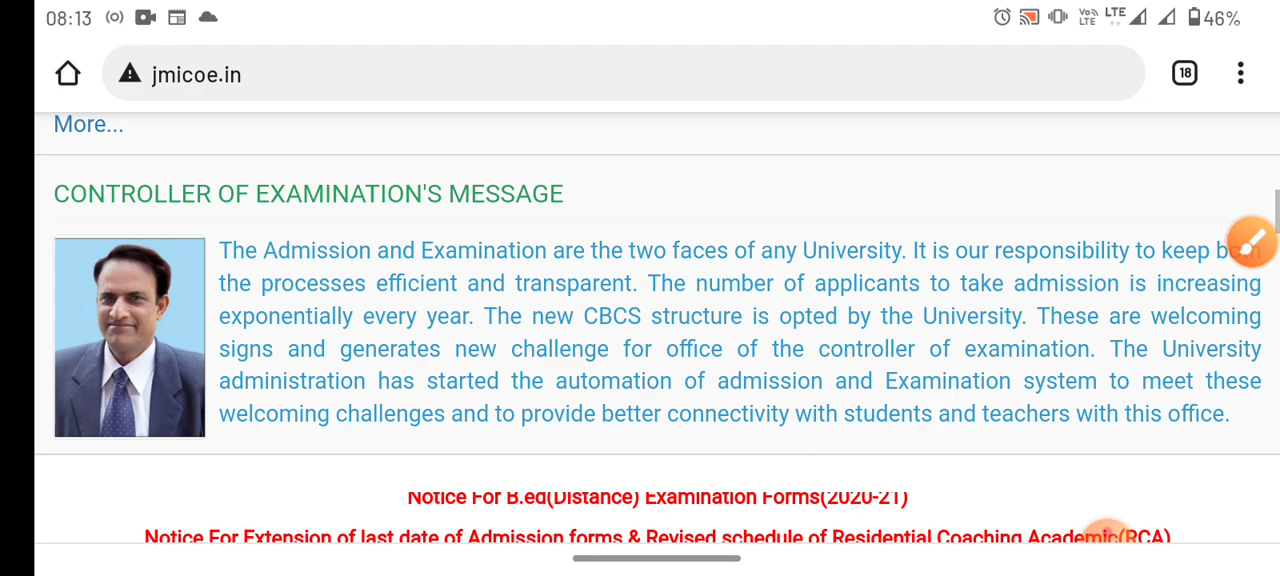 08:13
VoLTE LTE 46%
jmicoe.in
18
More...
CONTROLLER OF EXAMINATION'S MESSAGE
The Admission and Examination are the two faces of any University. It is our responsibility to keep
the processes efficient and transparent. The number of applicants to take admission is increasing
exponentially every year. The new CBCS structure is opted by the University. These are welcoming
signs and generates new challenge for office of the controller of examination. The University
administration has started the automation of admission and Examination system to meet these
welcoming challenges and to provide better connectivity with students and teachers with this office.
Notice For B.ed(Distance) Examination Forms(2020-21)
Notice For Extension of last date of Admission forms & Revised schedule of Residential Coaching Academic(RCA)